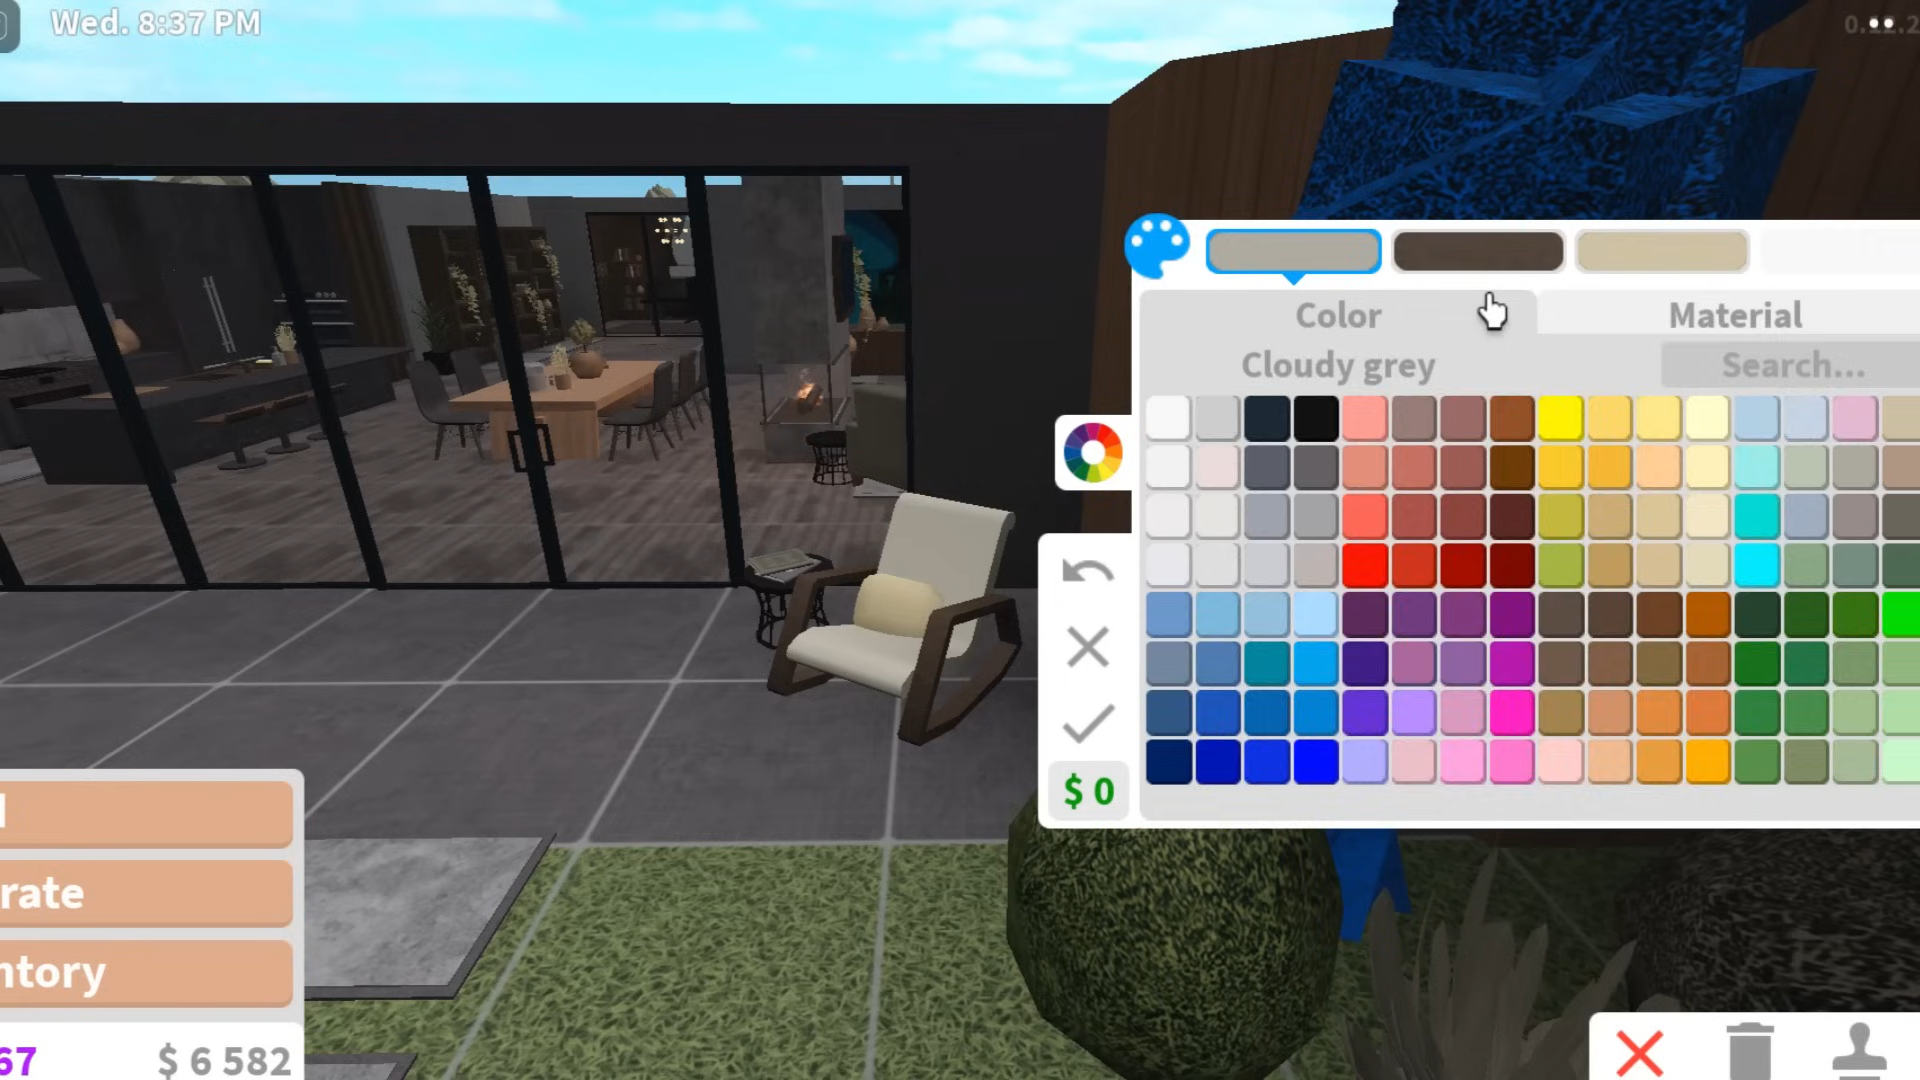 Wed. 8:37 PM
Color
Material
Cloudy grey
Search...
$ 0
rate
ntory
67
$ 6 582